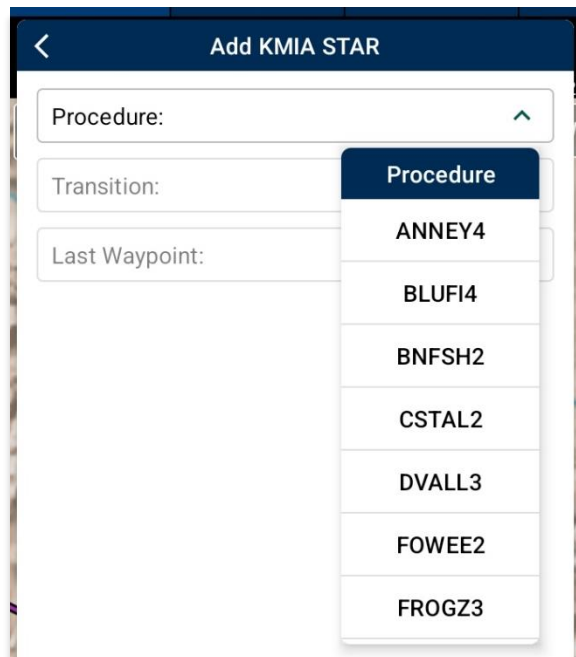 Add KMIA STAR
Procedure:
Transition:
Last Waypoint:
Procedure
ANNEY4
BLUFI4
BNFSH2
CSTAL2
DVALL3
FOWEE2
FROGZ3